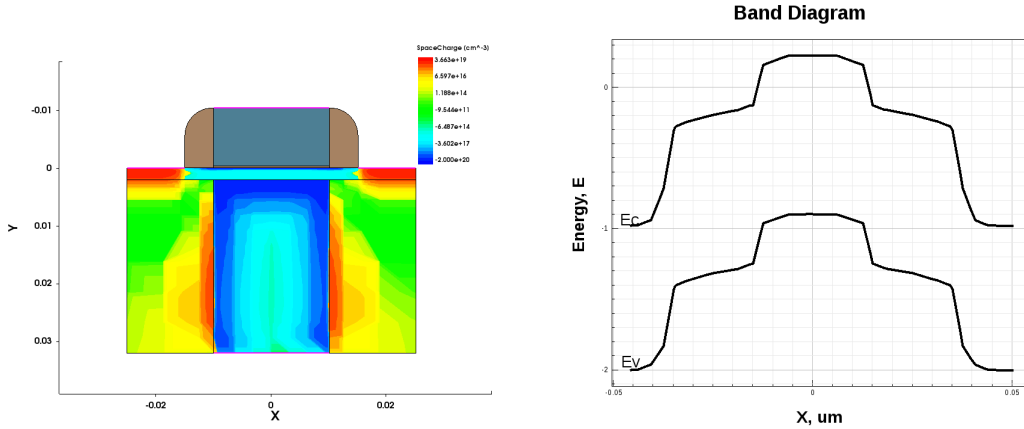 SpaceCharge (cm^-3)
3.663e+19
6.597e+16
1.188e+14
-9.546e+11
-6.487e+14
-3.602e+17
-2.000e+20
-0.01
0
0.01
0.02
0.03
Y
-0.02
0
0.02
X
Band Diagram
0
-1
-2
Energy, E
Ec
Ev
-0.05
0
0.05
X, um